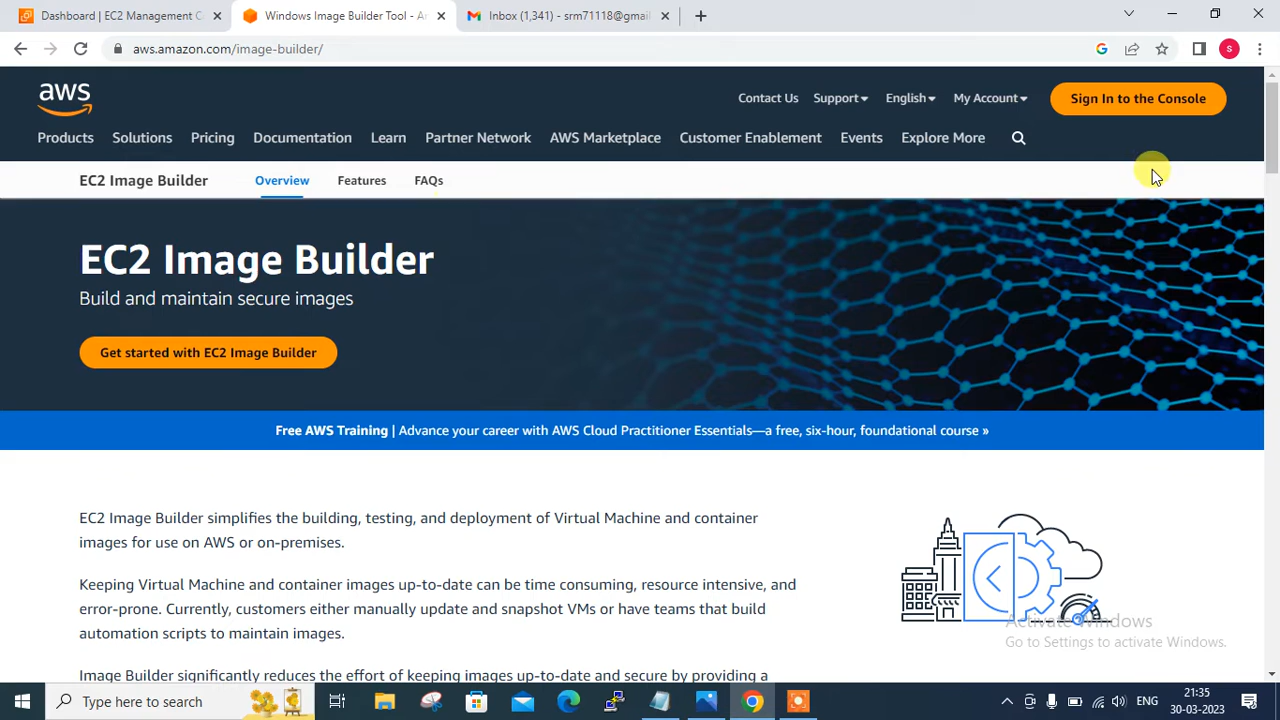 Dashboard | EC2 Management C
Windows Image Builder Tool - A
Inbox (1,341) - srm71118@gmail
aws.amazon.com/image-builder/
S
aws
Contact Us Support English My Account Sign In to the Console
Products Solutions Pricing Documentation Learn Partner Network AWS Marketplace Customer Enablement Events Explore More
EC2 Image Builder Overview Features FAQs
EC2 Image Builder
Build and maintain secure images
Get started with EC2 Image Builder
Free AWS Training | Advance your career with AWS Cloud Practitioner Essentials—a free, six-hour, foundational course »
EC2 Image Builder simplifies the building, testing, and deployment of Virtual Machine and container
images for use on AWS or on-premises.
Keeping Virtual Machine and container images up-to-date can be time consuming, resource intensive, and
error-prone. Currently, customers either manually update and snapshot VMs or have teams that build
automation scripts to maintain images.
Image Builder significantly reduces the effort of keeping images up-to-date and secure by providing a
Activate Windows
Go to Settings to activate Windows.
Type here to search
ENG
21:35
30-03-2023